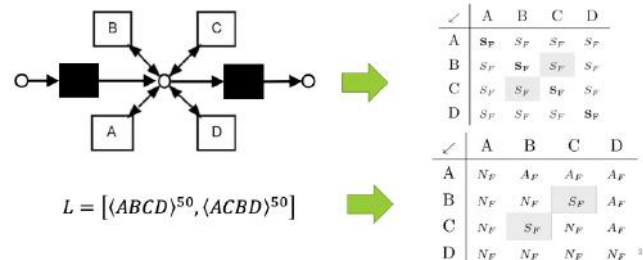 B C
A D
↙ A B C D
A S_F S_F S_F S_F
B S_F S_F S_F S_F
C S_F S_F S_F S_F
D S_F S_F S_F S_F
L = [⟨ABCD⟩^50, ⟨ACBD⟩^50]
↙ A B C D
A N_F A_F A_F A_F
B N_F N_F S_F A_F
C N_F S_F N_F A_F
D N_F N_F N_F N_F